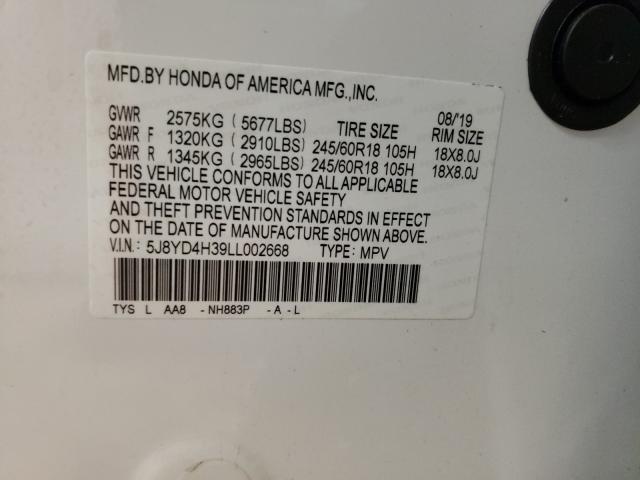 MFD.BY HONDA OF AMERICA MFG.,INC.
08/'19
GVWR 2575KG ( 5677LBS) TIRE SIZE RIM SIZE
GAWR F 1320KG ( 2910LBS) 245/60R18 105H 18X8.0J
GAWR R 1345KG ( 2965LBS) 245/60R18 105H 18X8.0J
THIS VEHICLE CONFORMS TO ALL APPLICABLE
FEDERAL MOTOR VEHICLE SAFETY
AND THEFT PREVENTION STANDARDS IN EFFECT
ON THE DATE OF MANUFACTURE SHOWN ABOVE.
V.I.N.: 5J8YD4H39LL002668 TYPE: MPV
TYS L AA8 -NH883P -A-L